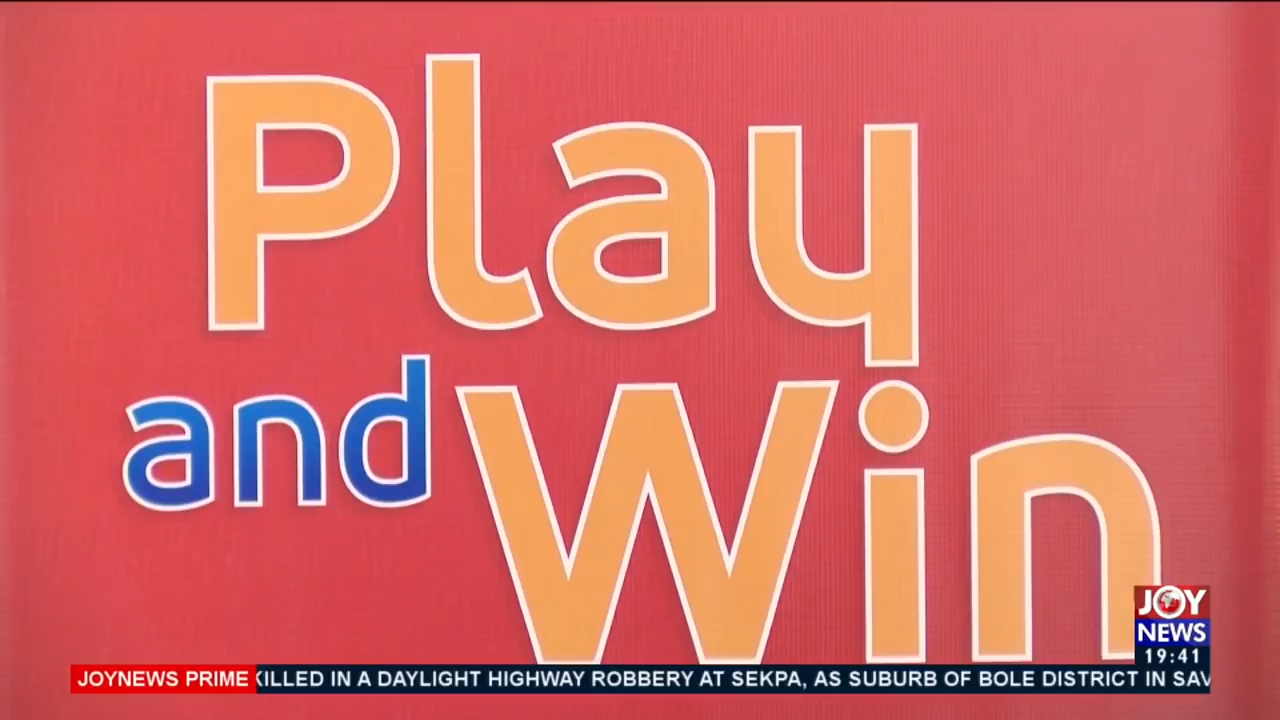 Play
and Win
JOY
NEWS
19:41
JOYNEWS PRIME KILLED IN A DAYLIGHT HIGHWAY ROBBERY AT SEKPA, AS SUBURB OF BOLE DISTRICT IN SAV